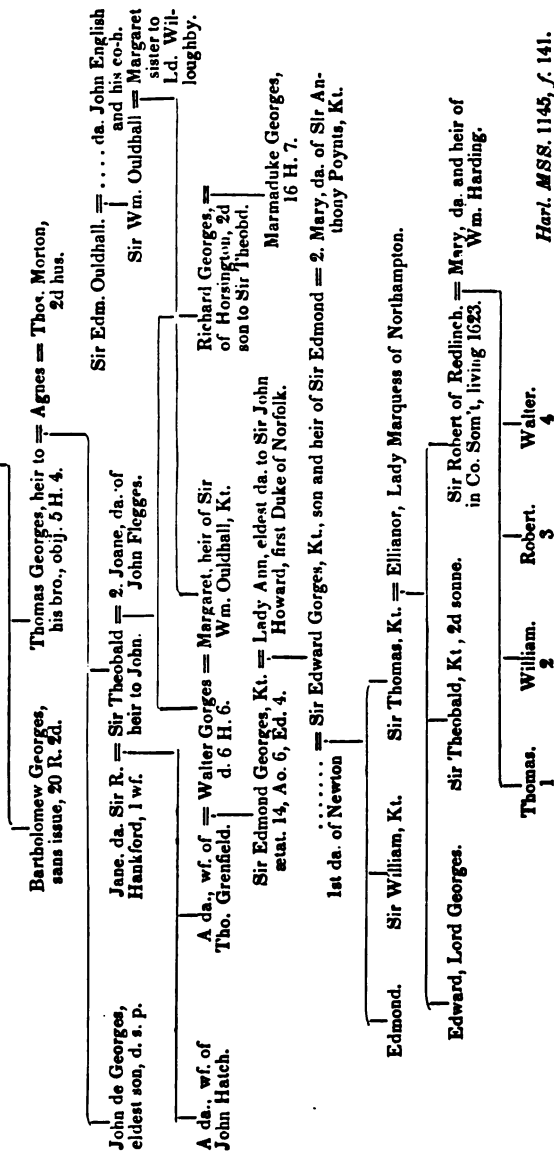 Bartholomew Georges,
sans issue, 20 R. 2d.
Thomas Georges, heir to = Agnes = Thos. Morton,
his bro., obij. 5 H. 4.
2d hus.
Sir Edm. Ouldhall. = .... da. John English
and his co-h.
Sir Wm. Ouldhall = Margaret
sister to
Ld. Wil-
loughby.
John de Georges,
eldest son, d. s. p.
Jane. da. Sir R. = Sir Theobald = 2. Joane, da. of
Hankford, 1 wf.
heir to John.
John Flegges.
A da., wf. of
John Hatch.
A da., wf. of
Tho. Grenfield.
= Walter Gorges = Margaret, heir of Sir
d. 6 H. 6.
Wm. Ouldhall, Kt.
Richard Georges, =
of Horsington, 2d
son to Sir Theobd.
Marmaduke Georges,
16 H. 7.
Sir Edmond Georges, Kt. = Lady Ann, eldest da. to Sir John
ætat. 14, Ao. 6, Ed. 4.
Howard, first Duke of Norfolk.
........ = Sir Edward Gorges, Kt., son and heir of Sir Edmond = 2. Mary, da. of Sir An-
1st da. of Newton
thony Poynts, Kt.
Edmond.
Sir William, Kt.
Sir Thomas, Kt. = Ellianor, Lady Marquess of Northampton.
Edward, Lord Georges.
Sir Theobald, Kt, 2d sonne.
Sir Robert of Redlinch. = Mary, da. and heir of
in Co. Som't, living 1623.
Wm. Harding.
Thomas.
1
William.
2
Robert.
3
Walter.
4
Harl. MSS. 1145, f. 141.